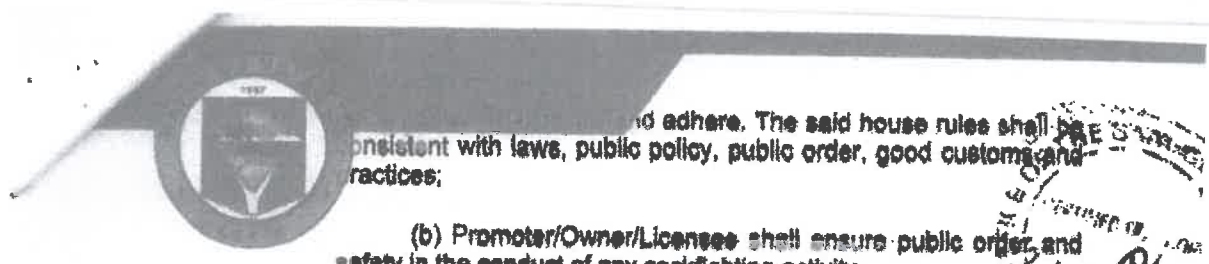 1997
nd adhere. The said house rules shall be
onsistent with laws, public policy, public order, good customs and
ractices;
(b) Promoter/Owner/Licensee shall ensure public order and
safety in the conduct of any cockfighting activity